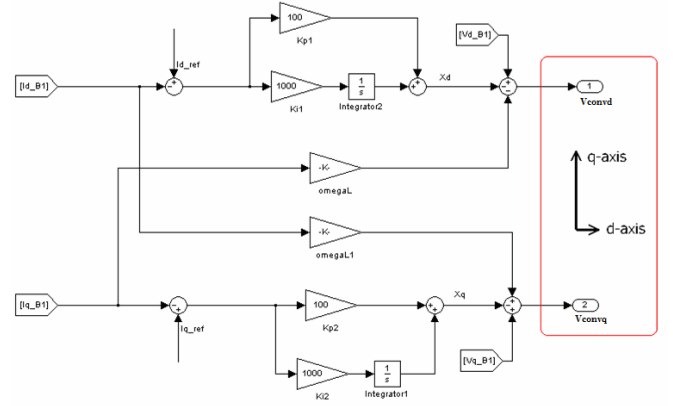 100
Kp1
[Vd_B1]
Id_ref
[Id_B1]
1000
Ki1
1
s
Integrator2
Xd
1
Vconvd
-K-
omegaL
q-axis
d-axis
-K-
omegaL1
[Iq_B1]
Iq_ref
100
Kp2
Xq
2
Vconvq
[Vq_B1]
1000
Ki2
1
s
Integrator1